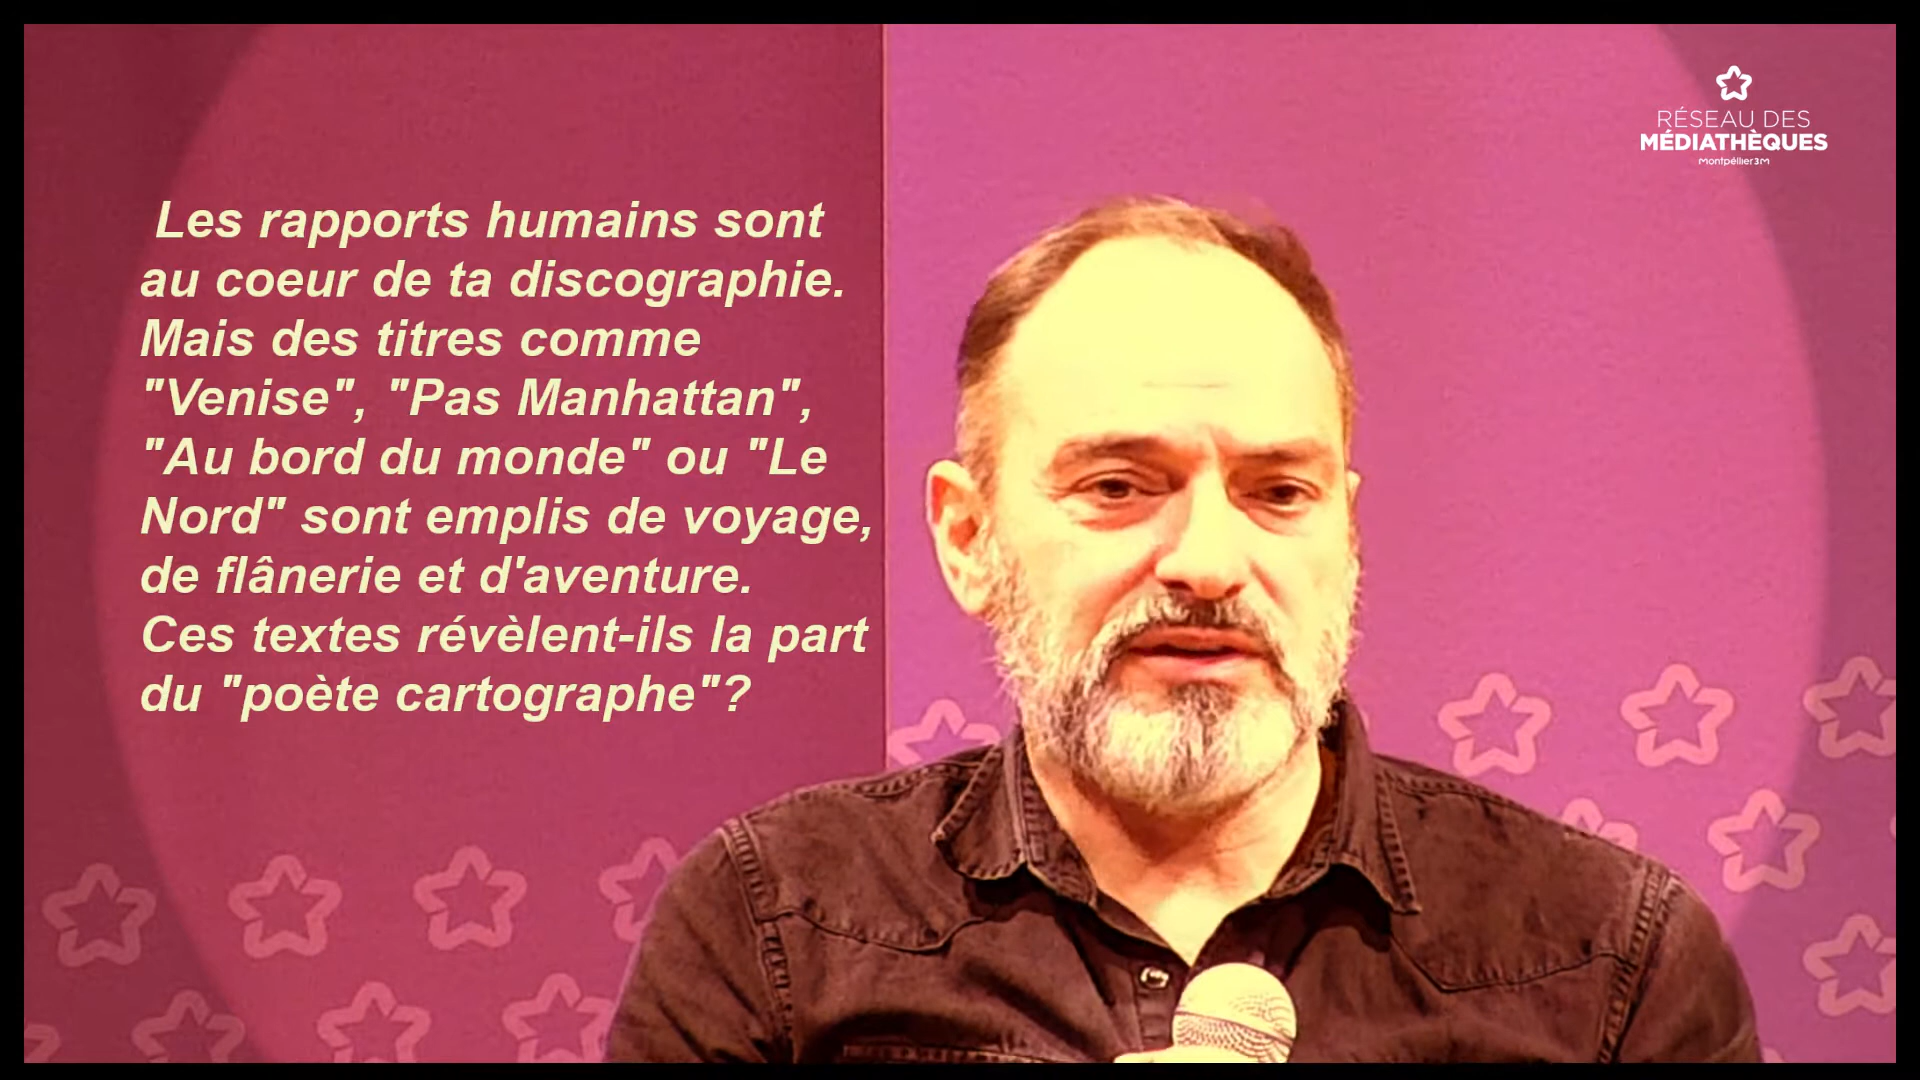 RÉSEAU DES
MÉDIATHÈQUES
Montpellier3M
Les rapports humains sont
au coeur de ta discographie.
Mais des titres comme
"Venise", "Pas Manhattan",
"Au bord du monde" ou "Le
Nord" sont emplis de voyage,
de flânerie et d'aventure.
Ces textes révèlent-ils la part
du "poète cartographe"?